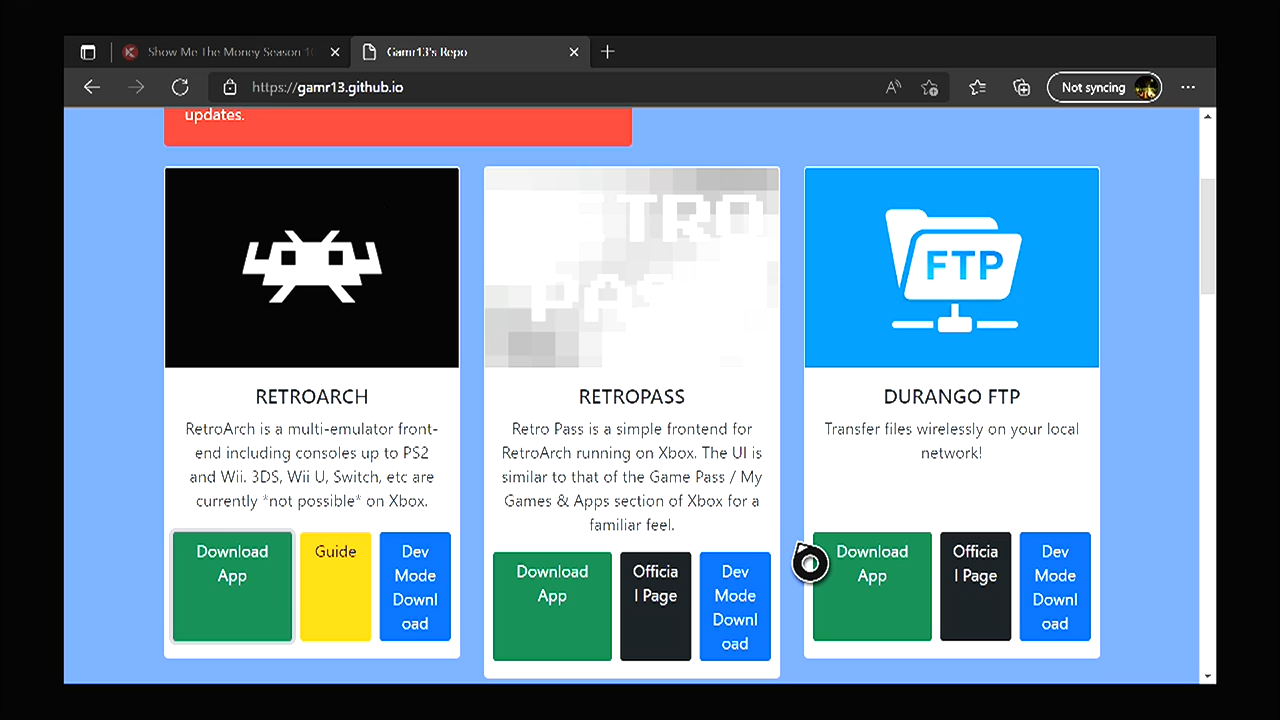 Show Me The Money Season 10
Gamr13's Repo
https://gamr13.github.io
Not syncing
updates.
TRO
PAS
FTP
RETROARCH
RetroArch is a multi-emulator front-
end including consoles up to PS2
and Wii. 3DS, Wii U, Switch, etc are
currently *not possible* on Xbox.
Download
App
Guide
Dev
Mode
Downl
oad
RETROPASS
Retro Pass is a simple frontend for
RetroArch running on Xbox. The UI is
similar to that of the Game Pass / My
Games & Apps section of Xbox for a
familiar feel.
Download
App
Officia
l Page
Dev
Mode
Downl
oad
DURANGO FTP
Transfer files wirelessly on your local
network!
Download
App
Officia
l Page
Dev
Mode
Downl
oad